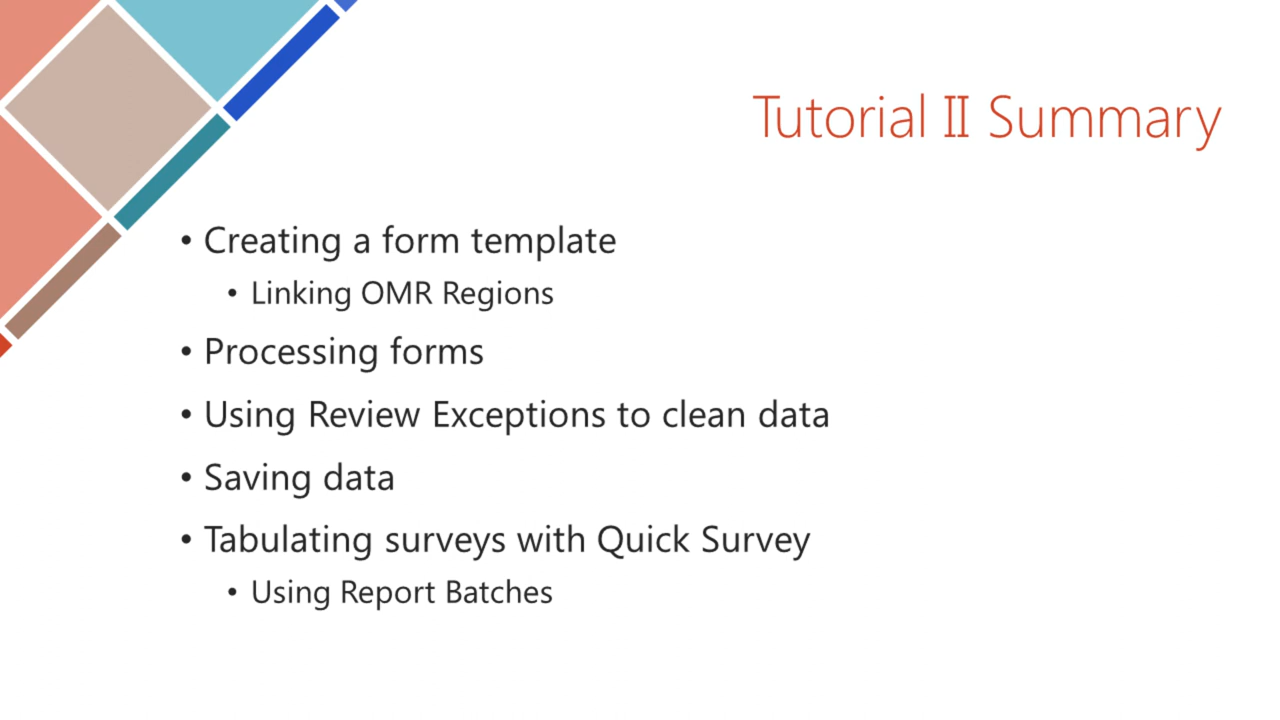 Tutorial II Summary
• Creating a form template
• Linking OMR Regions
• Processing forms
• Using Review Exceptions to clean data
• Saving data
• Tabulating surveys with Quick Survey
• Using Report Batches